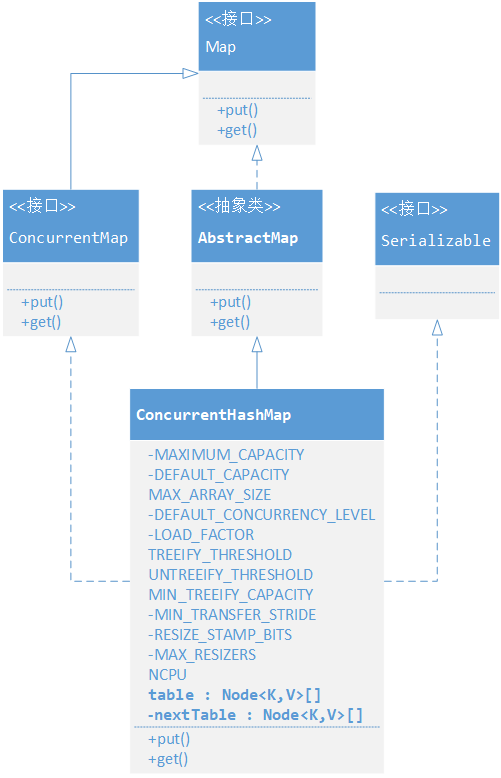 <<接口>>
Map
+put()
+get()
<<接口>>
ConcurrentMap
+put()
+get()
<<抽象类>>
AbstractMap
+put()
+get()
<<接口>>
Serializable
ConcurrentHashMap
-MAXIMUM_CAPACITY
-DEFAULT_CAPACITY
MAX_ARRAY_SIZE
-DEFAULT_CONCURRENCY_LEVEL
-LOAD_FACTOR
TREEIFY_THRESHOLD
UNTREEIFY_THRESHOLD
MIN_TREEIFY_CAPACITY
-MIN_TRANSFER_STRIDE
-RESIZE_STAMP_BITS
-MAX_RESIZERS
NCPU
table : Node<K,V>[]
-nextTable : Node<K,V>[]
+put()
+get()